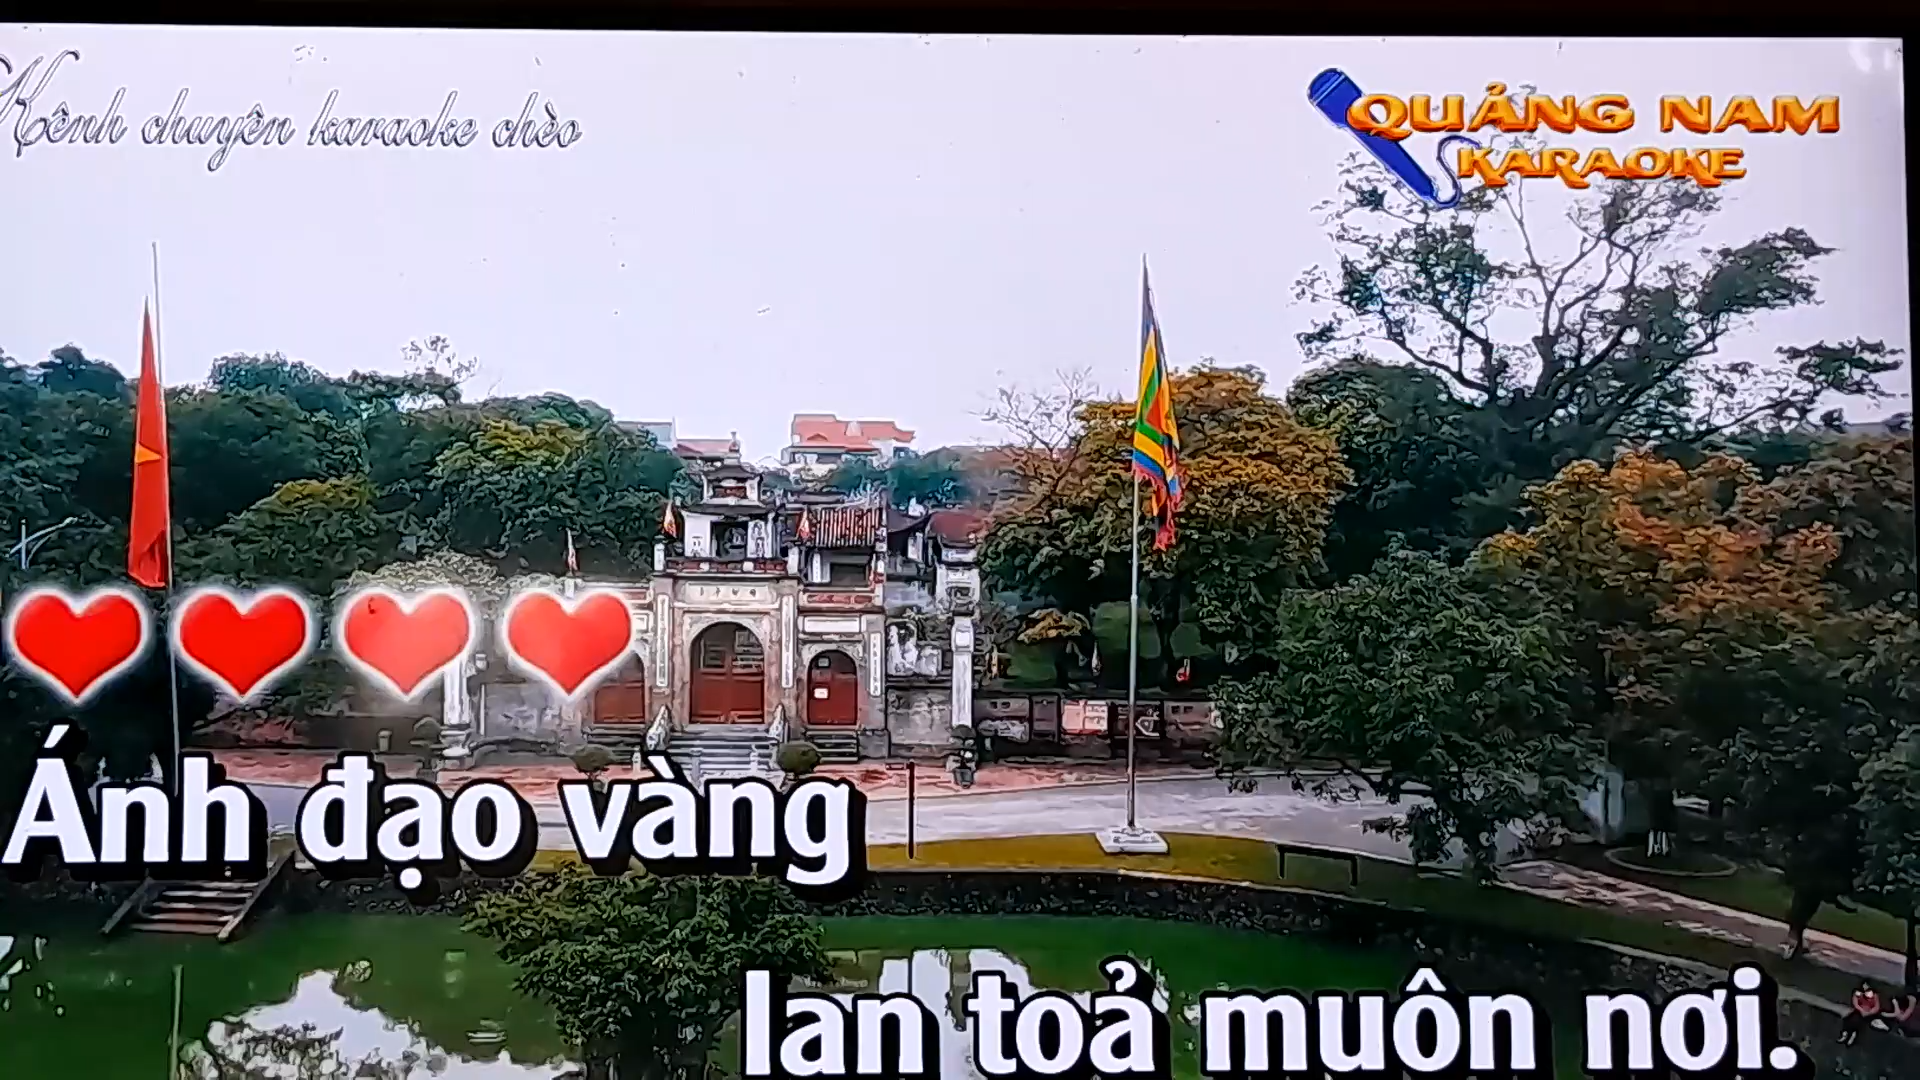 Kênh chuyên karaoke chèo
QUẢNG NAM
KARAOKE
Ánh đạo vàng
lan toả muôn nơi.